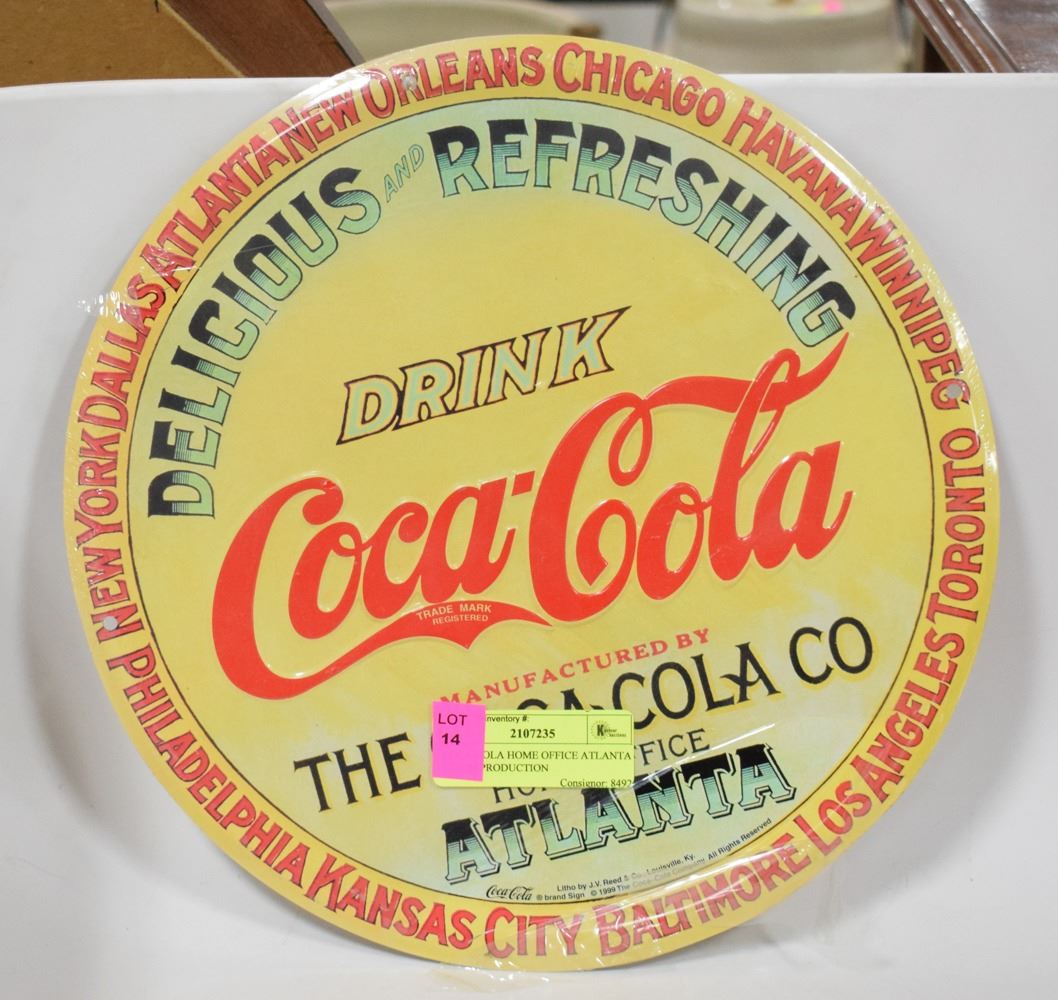 NEW ORLEANS CHICAGO HAVANA WINNIPEG TORONTO LOS ANGELES BALTIMORE KANSAS CITY PHILADELPHIA NEW YORK DALLAS ATLANTA
DELICIOUS AND REFRESHING
DRINK
Coca-Cola
TRADE MARK
REGISTERED
MANUFACTURED BY
THE COLA CO
FFICE
ATLANTA
Litho by J.V. Reed & Co., Louisville, Ky.
Coca-Cola ® brand Sign © 1999 The Coca-Cola Company All Rights Reserved
LOT
14
Inventory #:
2107235
OLA HOME OFFICE ATLANTA
PRODUCTION
Consignor: 8492